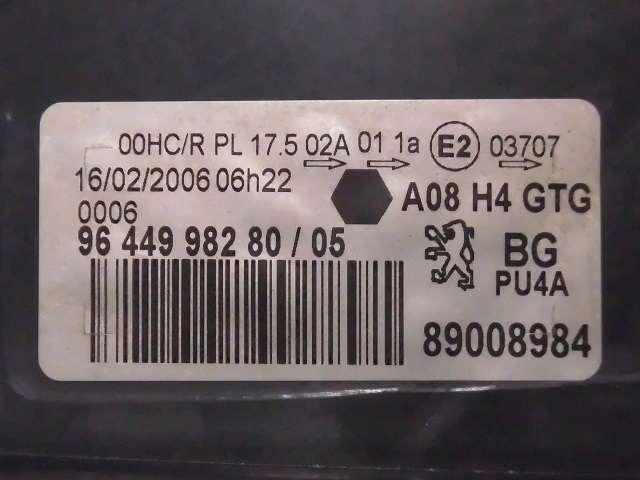 00HC/R PL 17.5 02A 01 1a E2 03707
16/02/2006 06h22
0006
A08 H4 GTG
96 449 982 80 / 05
BG
PU4A
89008984